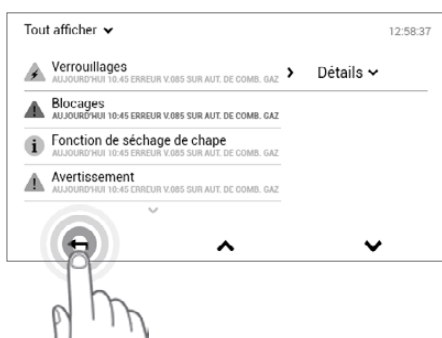 Tout afficher
12:58:37
Verrouillages
AUJOURD'HUI 10:45 ERREUR V.085 SUR AUT. DE COMB. GAZ
Détails
Blocages
AUJOURD'HUI 10:45 ERREUR V.085 SUR AUT. DE COMB. GAZ
Fonction de séchage de chape
AUJOURD'HUI 10:45 ERREUR V.085 SUR AUT. DE COMB. GAZ
Avertissement
AUJOURD'HUI 10:45 ERREUR V.085 SUR AUT. DE COMB. GAZ